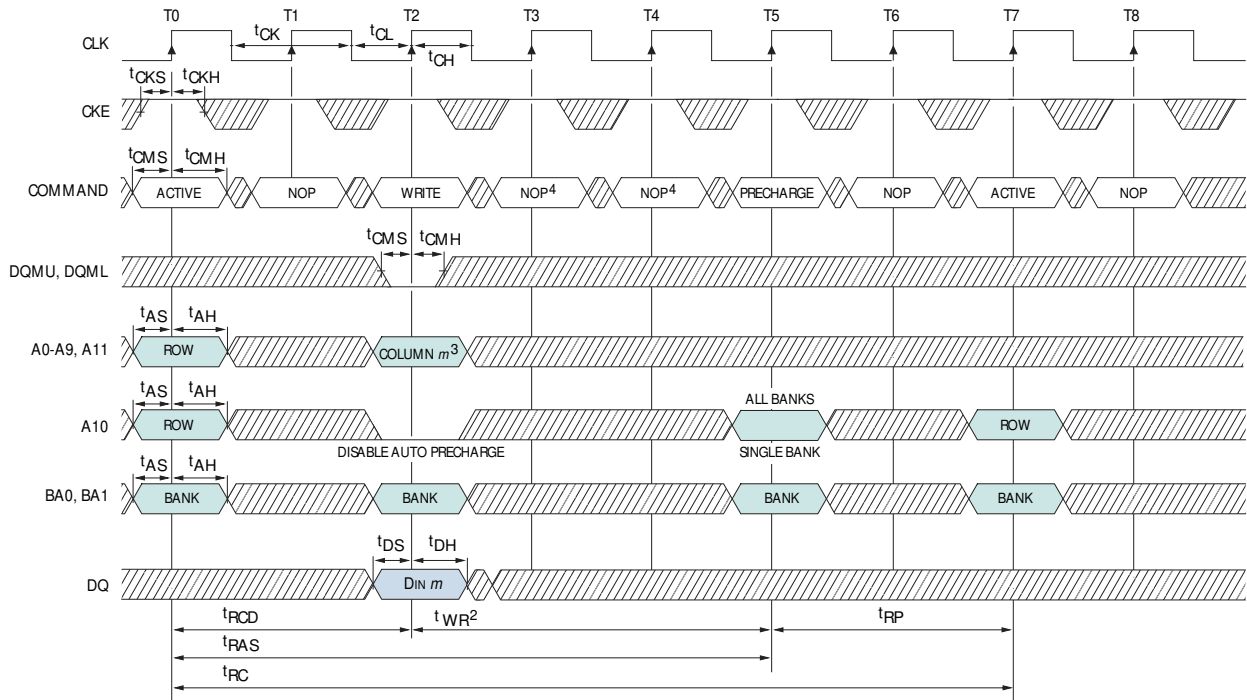 T0 T1 T2 T3 T4 T5 T6 T7 T8
CLK tCK tCL tCH
tCKS tCKH
CKE
tCMS tCMH
COMMAND ACTIVE NOP WRITE NOP4 NOP4 PRECHARGE NOP ACTIVE NOP
tCMS tCMH
DQMU, DQML
tAS tAH
A0-A9, A11 ROW COLUMN m3
tAS tAH ALL BANKS
A10 ROW ROW
DISABLE AUTO PRECHARGE SINGLE BANK
tAS tAH
BA0, BA1 BANK BANK BANK BANK
tDS tDH
DQ DIN m
tRCD tWR2 tRP
tRAS
tRC